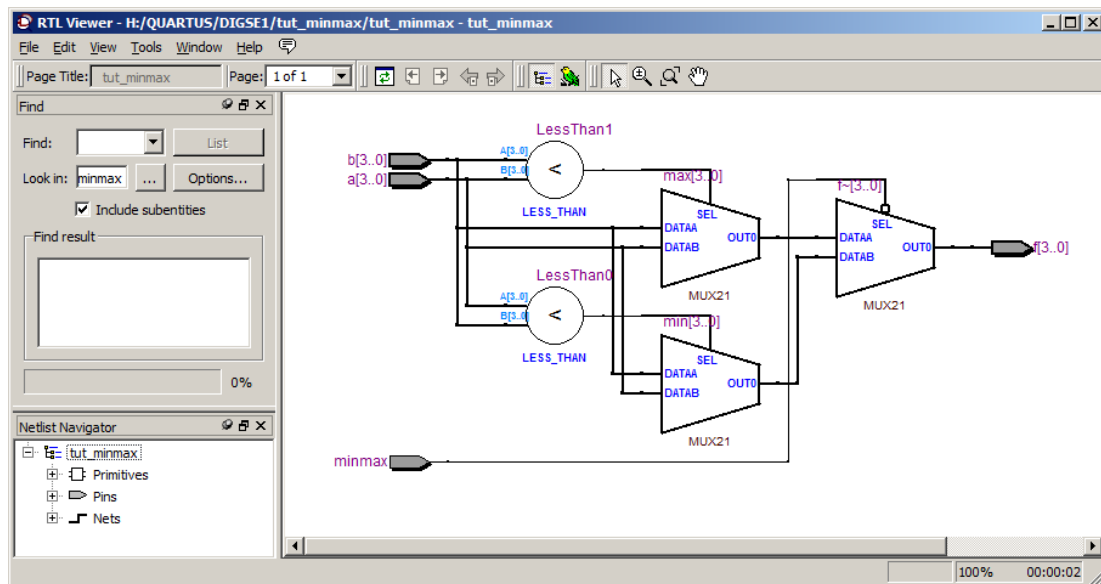 RTL Viewer - H:/QUARTUS/DIGSE1/tut_minmax/tut_minmax - tut_minmax
File Edit View Tools Window Help
Page Title: tut_minmax Page: 1 of 1
Find
Find: List
Look in: minmax ... Options...
Include subentities
Find result
0%
Netlist Navigator
tut_minmax
Primitives
Pins
Nets
LessThan1
b[3..0]
a[3..0]
A[3..0]
B[3..0]
<
LESS_THAN
max[3..0]
SEL
DATAA
DATAB
OUT0
MUX21
f~[3..0]
SEL
DATAA
DATAB
OUT0
MUX21
f[3..0]
LessThan0
A[3..0]
B[3..0]
<
LESS_THAN
min[3..0]
SEL
DATAA
DATAB
OUT0
MUX21
minmax
100% 00:00:02